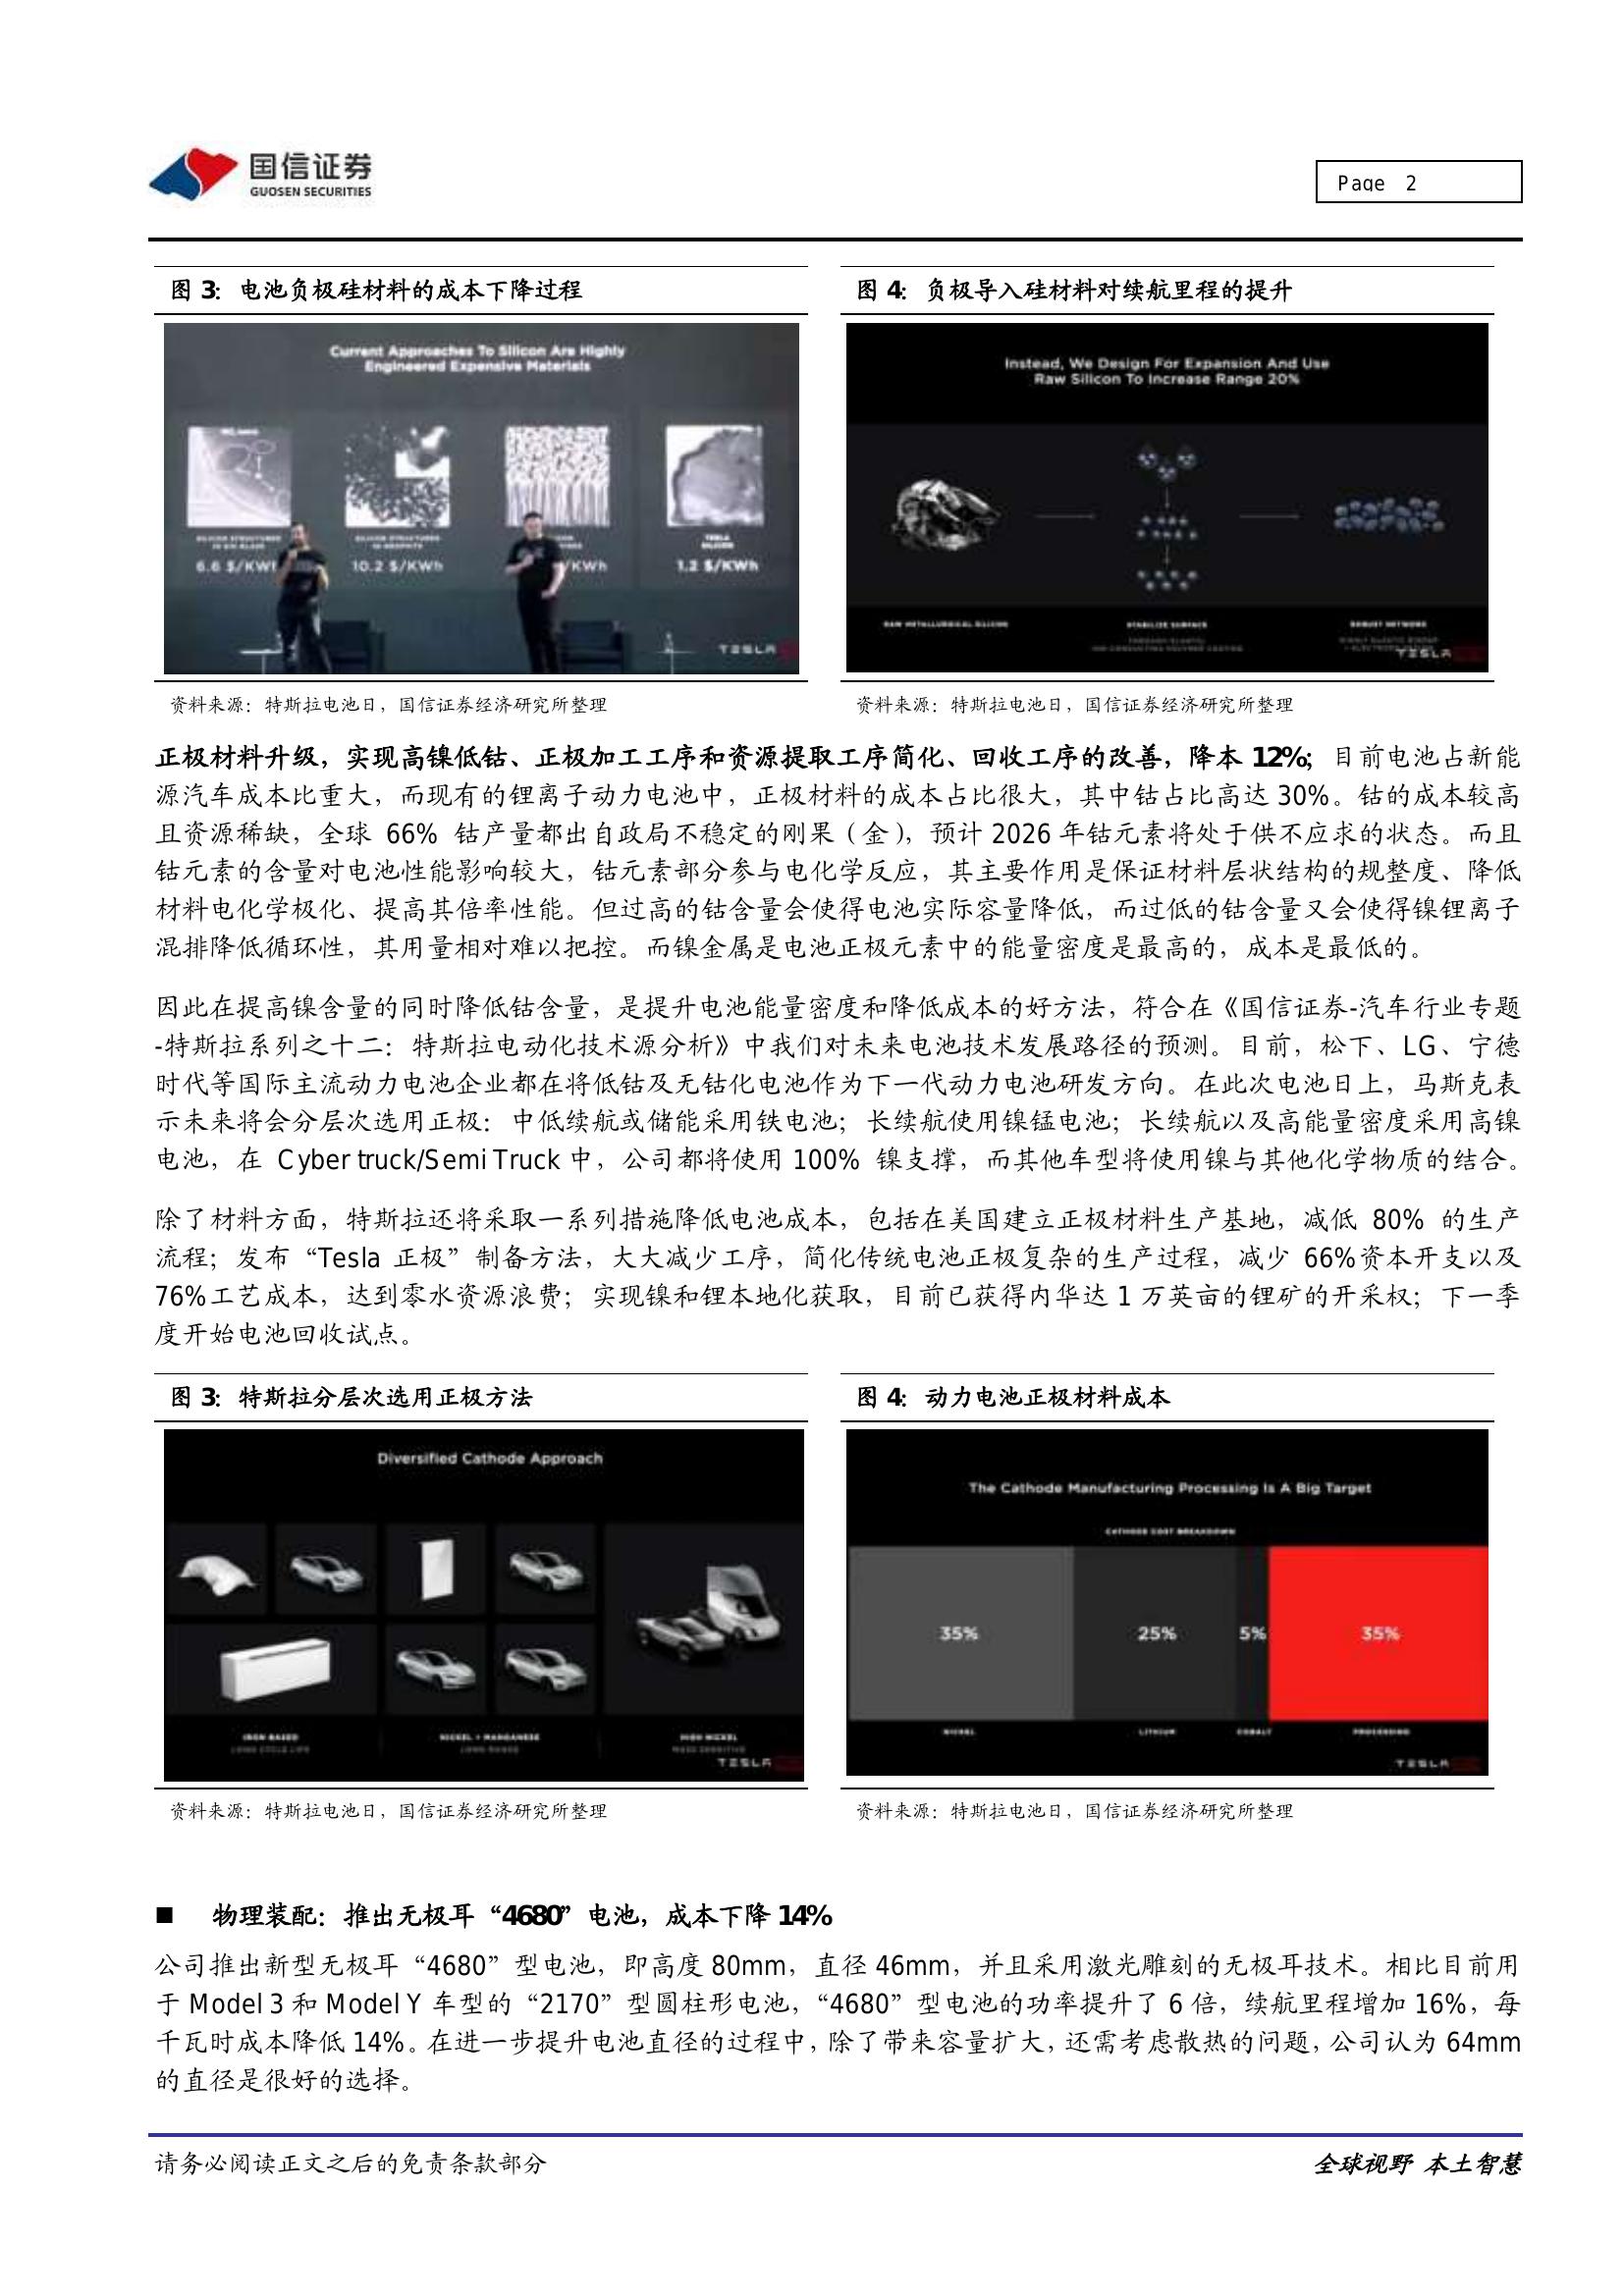 国信证券
GUOSEN SECURITIES
Page 2
图 3：电池负极硅材料的成本下降过程
图 4：负极导入硅材料对续航里程的提升
Current Approaches To Silicon Are Highly
Engineered Expensive Materials
SILICON STRUCTURED
SILICON STRUCTURED
IN GRAPHITE
TESLA
SILICON
6.6 $/KWh
10.2 $/KWh
/KWh
1.2 $/KWh
TESLA
Instead, We Design For Expansion And Use
Raw Silicon To Increase Range 20%
RAW METALLURGICAL SILICON
STABILIZE SURFACE
ROBUST NETWORK
TESLA
资料来源：特斯拉电池日，国信证券经济研究所整理
资料来源：特斯拉电池日，国信证券经济研究所整理
正极材料升级，实现高镍低钴、正极加工工序和资源提取工序简化、回收工序的改善，降本 12%；目前电池占新能
源汽车成本比重大，而现有的锂离子动力电池中，正极材料的成本占比很大，其中钴占比高达 30%。钴的成本较高
且资源稀缺，全球 66% 钴产量都出自政局不稳定的刚果（金），预计 2026 年钴元素将处于供不应求的状态。而且
钴元素的含量对电池性能影响较大，钴元素部分参与电化学反应，其主要作用是保证材料层状结构的规整度、降低
材料电化学极化、提高其倍率性能。但过高的钴含量会使得电池实际容量降低，而过低的钴含量又会使得镍锂离子
混排降低循环性，其用量相对难以把控。而镍金属是电池正极元素中的能量密度是最高的，成本是最低的。
因此在提高镍含量的同时降低钴含量，是提升电池能量密度和降低成本的好方法，符合在《国信证券-汽车行业专题
-特斯拉系列之十二：特斯拉电动化技术源分析》中我们对未来电池技术发展路径的预测。目前，松下、LG、宁德
时代等国际主流动力电池企业都在将低钴及无钴化电池作为下一代动力电池研发方向。在此次电池日上，马斯克表
示未来将会分层次选用正极：中低续航或储能采用铁电池；长续航使用镍锰电池；长续航以及高能量密度采用高镍
电池，在 Cyber truck/Semi Truck 中，公司都将使用 100% 镍支撑，而其他车型将使用镍与其他化学物质的结合。
除了材料方面，特斯拉还将采取一系列措施降低电池成本，包括在美国建立正极材料生产基地，减低 80% 的生产
流程；发布“Tesla 正极”制备方法，大大减少工序，简化传统电池正极复杂的生产过程，减少 66%资本开支以及
76%工艺成本，达到零水资源浪费；实现镍和锂本地化获取，目前已获得内华达 1 万英亩的锂矿的开采权；下一季
度开始电池回收试点。
图 3：特斯拉分层次选用正极方法
图 4：动力电池正极材料成本
Diversified Cathode Approach
IRON BASED
LONG CYCLE LIFE
NICKEL + MANGANESE
LONG RANGE
HIGH NICKEL
MASS SENSITIVE
TESLA
The Cathode Manufacturing Processing Is A Big Target
CATHODE COST BREAKDOWN
35%
25%
5%
35%
NICKEL
LITHIUM
COBALT
PROCESSING
TESLA
资料来源：特斯拉电池日，国信证券经济研究所整理
资料来源：特斯拉电池日，国信证券经济研究所整理
■ 物理装配：推出无极耳“4680”电池，成本下降 14%
公司推出新型无极耳“4680”型电池，即高度 80mm，直径 46mm，并且采用激光雕刻的无极耳技术。相比目前用
于 Model 3 和 Model Y 车型的“2170”型圆柱形电池，“4680”型电池的功率提升了 6 倍，续航里程增加 16%，每
千瓦时成本降低 14%。在进一步提升电池直径的过程中，除了带来容量扩大，还需考虑散热的问题，公司认为 64mm
的直径是很好的选择。
请务必阅读正文之后的免责条款部分
全球视野 本土智慧